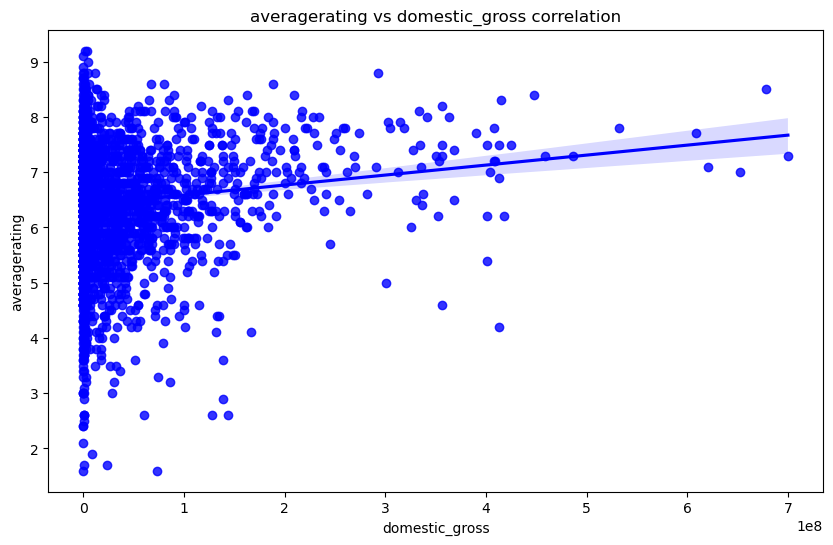 averagerating vs domestic_gross correlation
9
8
7
6
5
4
3
2
averagerating
0 1 2 3 4 5 6 7
1e8
domestic_gross